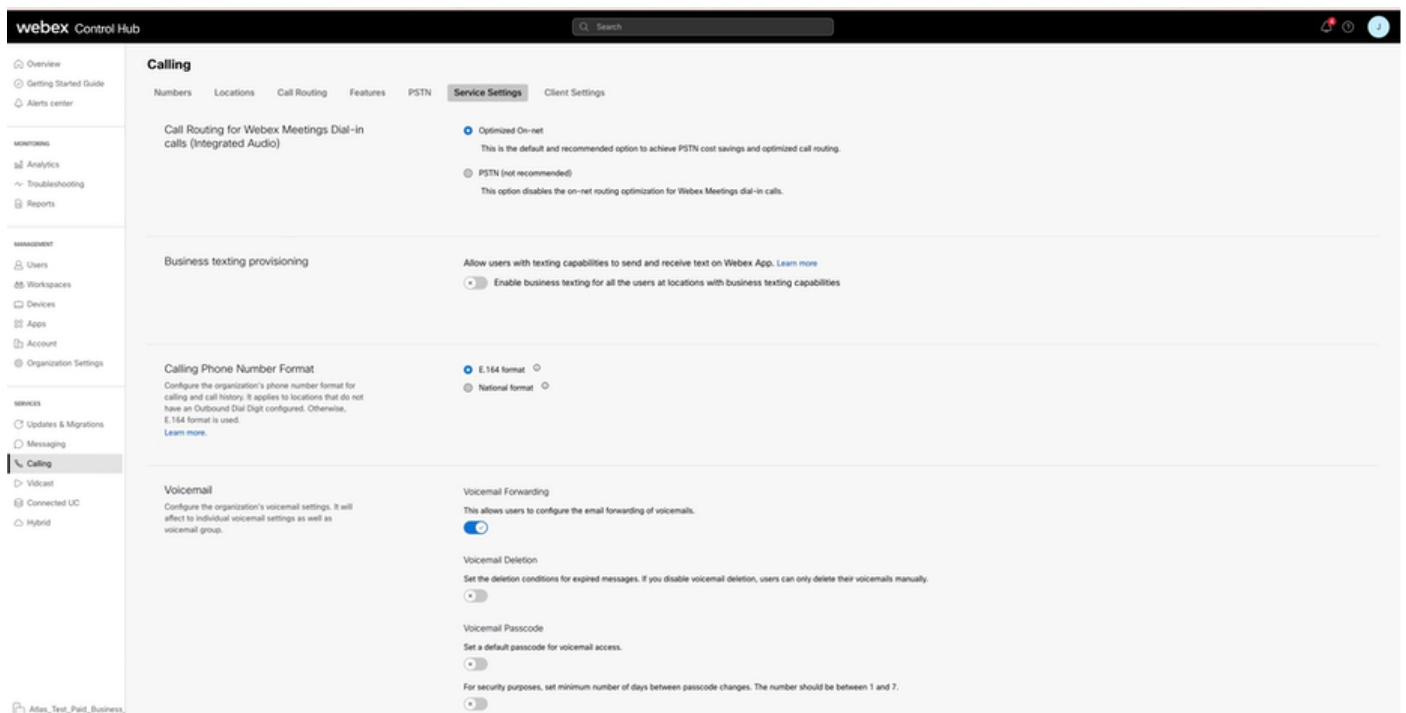 webex Control Hub
Search
4
J
Overview
Getting Started Guide
Alerts center
MONITORING
Analytics
Troubleshooting
Reports
MANAGEMENT
Users
Workspaces
Devices
Apps
Account
Organization Settings
SERVICES
Updates & Migrations
Messaging
Calling
Vidcast
Connected UC
Hybrid
Atlas_Test_Paid_Business_
Calling
Numbers Locations Call Routing Features PSTN Service Settings Client Settings
Call Routing for Webex Meetings Dial-in
calls (Integrated Audio)
Optimized On-net
This is the default and recommended option to achieve PSTN cost savings and optimized call routing.
PSTN (not recommended)
This option disables the on-net routing optimization for Webex Meetings dial-in calls.
Business texting provisioning
Allow users with texting capabilities to send and receive text on Webex App. Learn more
Enable business texting for all the users at locations with business texting capabilities
Calling Phone Number Format
Configure the organization's phone number format for
calling and call history. It applies to locations that do not
have an Outbound Dial Digit configured. Otherwise,
E.164 format is used.
Learn more.
E.164 format
National format
Voicemail
Configure the organization's voicemail settings. It will
affect to individual voicemail settings as well as
voicemail group.
Voicemail Forwarding
This allows users to configure the email forwarding of voicemails.
Voicemail Deletion
Set the deletion conditions for expired messages. If you disable voicemail deletion, users can only delete their voicemails manually.
Voicemail Passcode
Set a default passcode for voicemail access.
For security purposes, set minimum number of days between passcode changes. The number should be between 1 and 7.